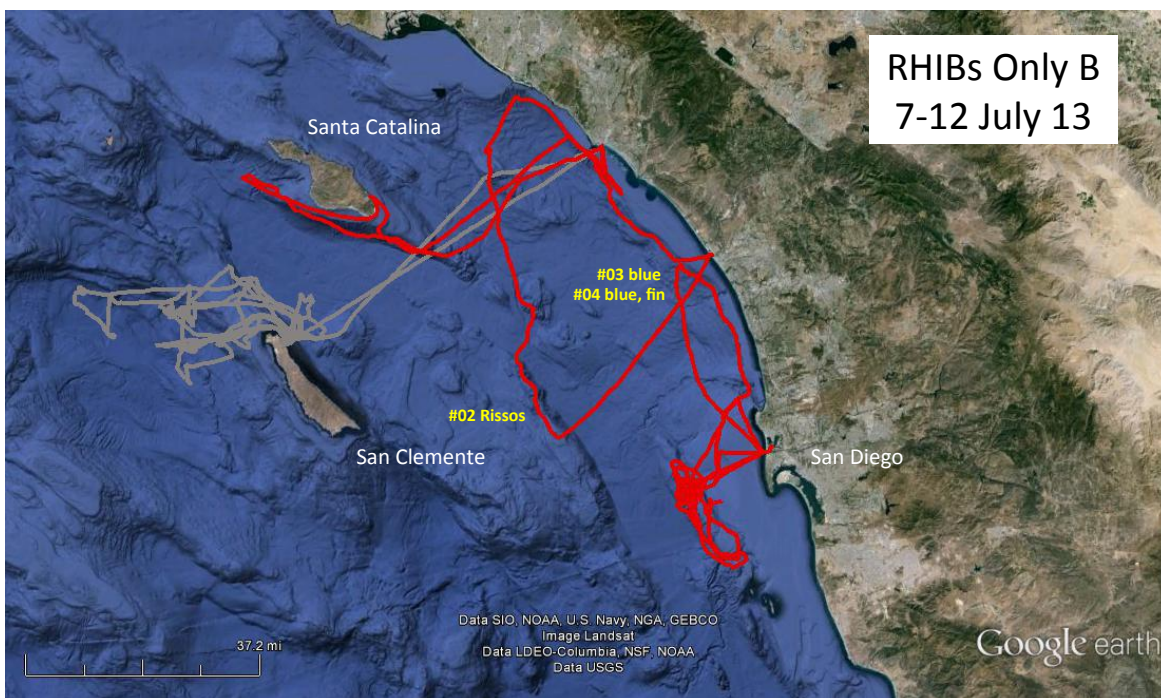 RHIBs Only B
7-12 July 13
Santa Catalina
#03 blue
#04 blue, fin
#02 Rissos
San Clemente
San Diego
Data SIO, NOAA, U.S. Navy, NGA, GEBCO
Image Landsat
Data LDEO-Columbia, NSF, NOAA
Data USGS
37.2 mi
Google earth